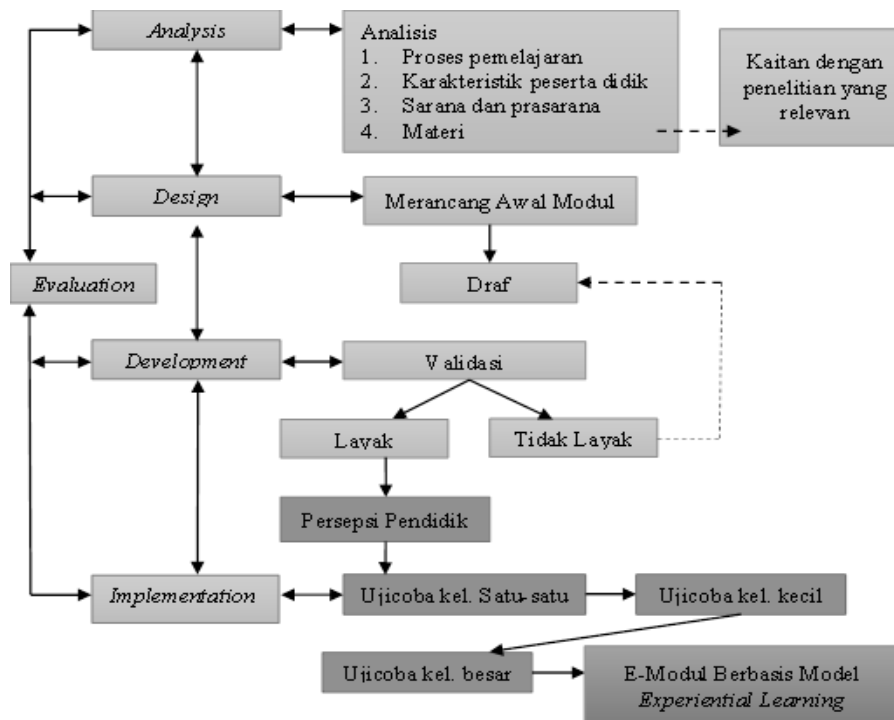 Analysis
Analisis
1. Proses pemelajaran
2. Karakteristik peserta didik
3. Sarana dan prasarana
4. Materi
Kaitan dengan
penelitian yang
relevan
Design
Merancang Awal Modul
Evaluation
Draf
Development
Validasi
Layak
Tidak Layak
Persepsi Pendidik
Implementation
Ujicoba kel. Satu-satu
Ujicoba kel. kecil
Ujicoba kel. besar
E-Modul Berbasis Model
Experiential Learning